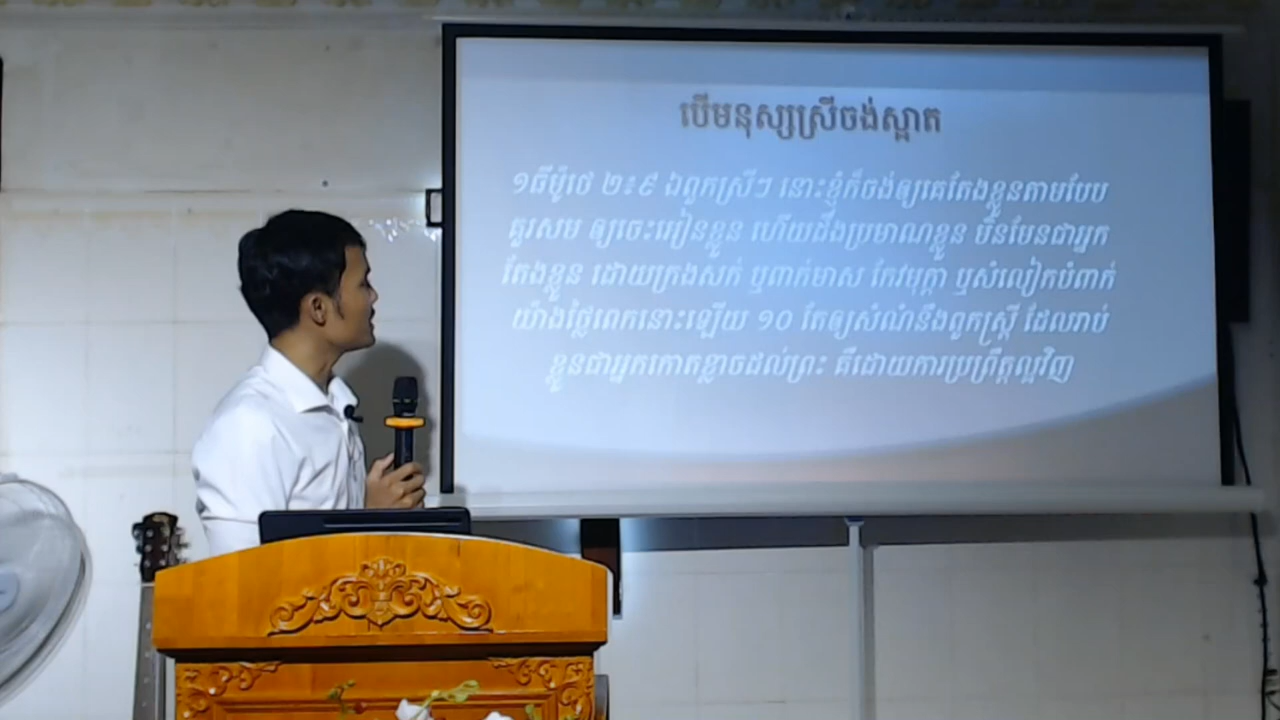 បើមនុស្សស្រីចង់ស្អាត
១ធីម៉ូថេ ២:៩ ឯពួកស្រីៗ នោះខ្ញុំក៏ចង់ឲ្យគេតែងខ្លួនតាមបែប
គួរសម ឲ្យចេះអៀនខ្លួន ហើយដឹងប្រមាណខ្លួន មិនមែនជាអ្នក
តែងខ្លួន ដោយក្រងសក់ ឬពាក់មាស កែវមុក្តា ឬសំលៀកបំពាក់
យ៉ាងថ្លៃពេកនោះឡើយ ១០ តែឲ្យសំណំនឹងពួកស្ត្រី ដែលរាប់
ខ្លួនជាអ្នកកោតខ្លាចដល់ព្រះ គឺដោយការប្រព្រឹត្តល្អវិញ